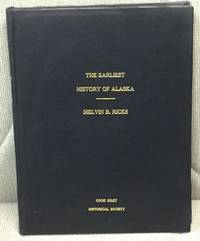 THE EARLIEST
HISTORY OF ALASKA
MELVIN B. RICKS
COOK INLET
HISTORICAL SOCIETY